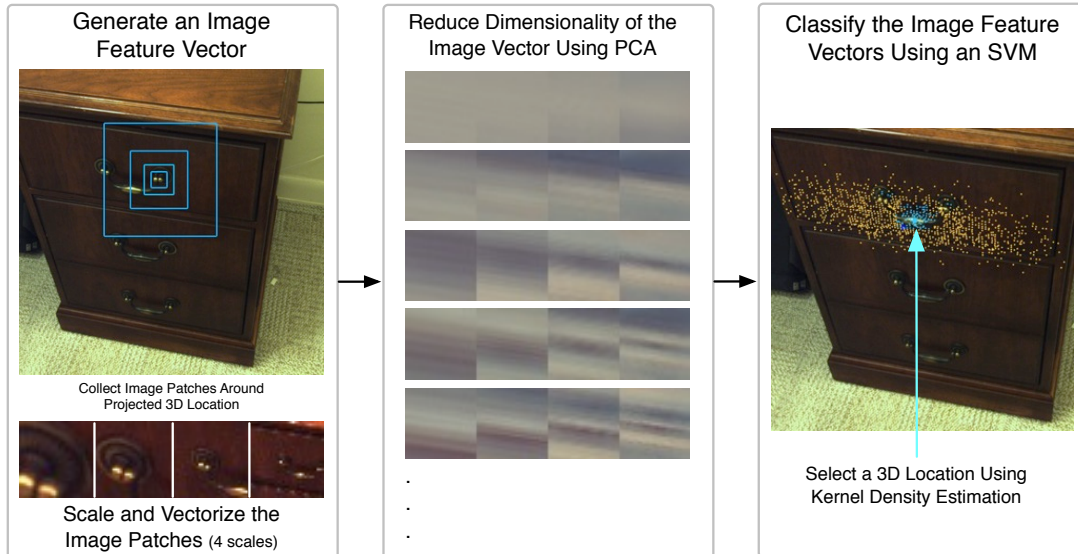 Generate an Image
Feature Vector
Collect Image Patches Around
Projected 3D Location
Scale and Vectorize the
Image Patches (4 scales)
Reduce Dimensionality of the
Image Vector Using PCA
.
.
.
Classify the Image Feature
Vectors Using an SVM
Select a 3D Location Using
Kernel Density Estimation